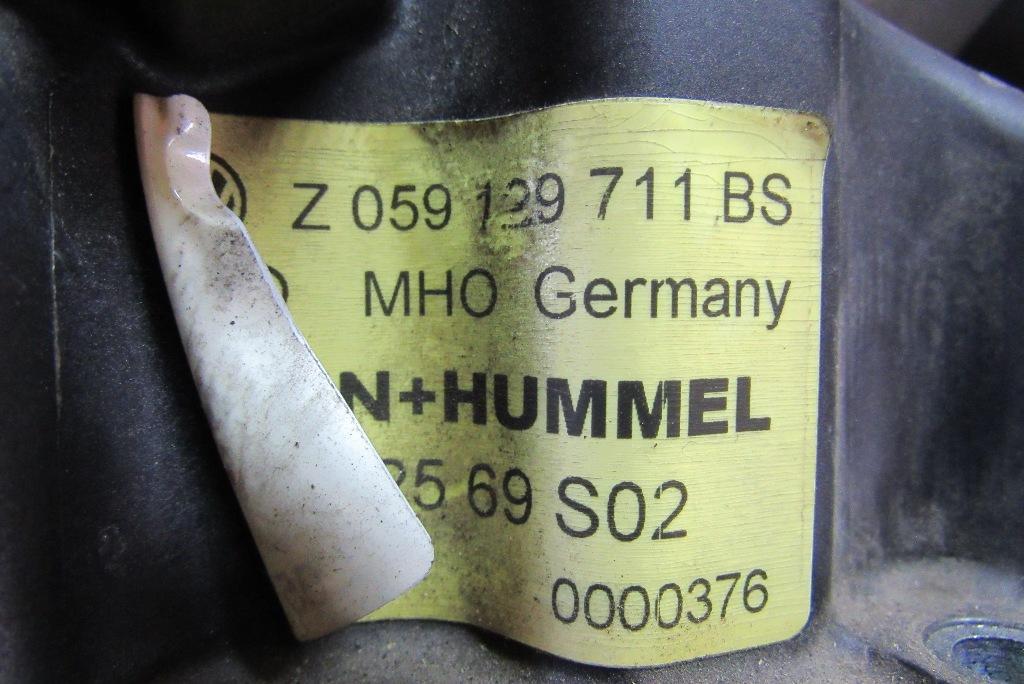 Z 059 129 711 BS
MHO Germany
N+HUMMEL
25 69 S02
0000376